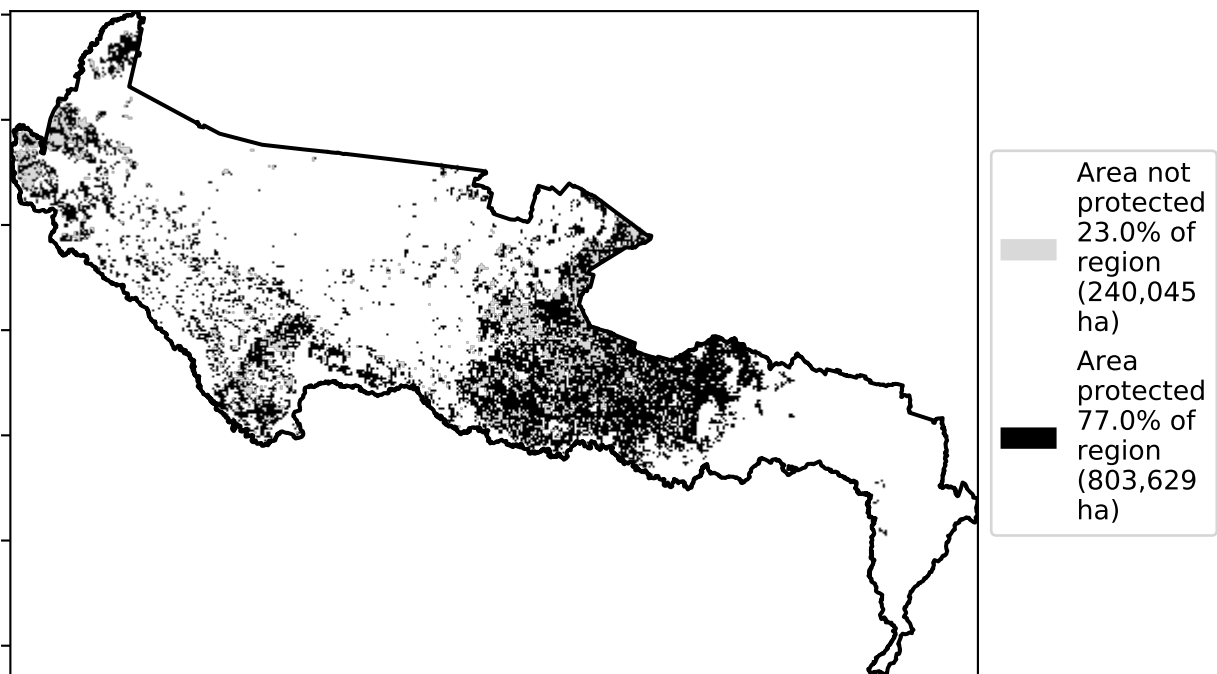 Area not
protected
23.0% of
region
(240,045
ha)
Area
protected
77.0% of
region
(803,629
ha)